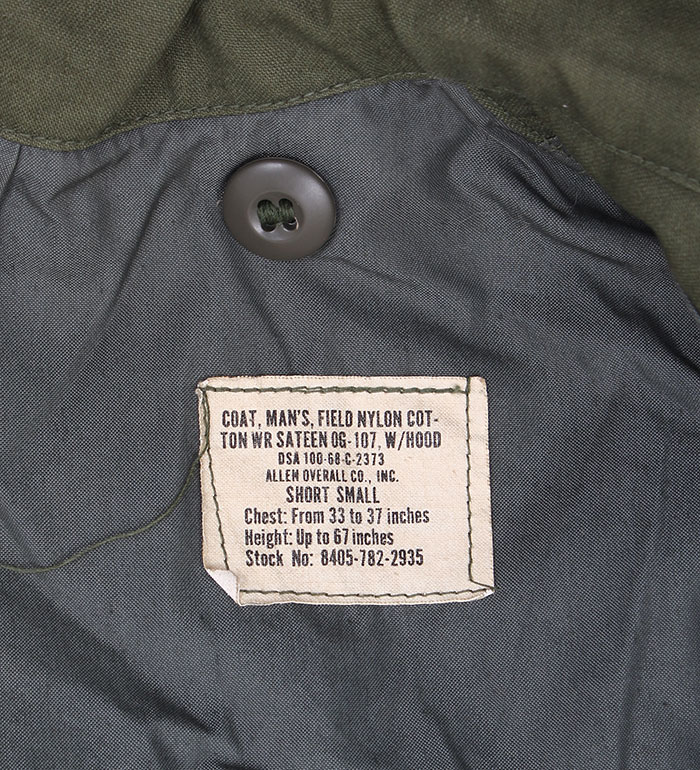 COAT, MAN'S, FIELD NYLON COT-
TON WR SATEEN OG-107, W/HOOD
DSA 100-68-C-2373
ALLEN OVERALL CO., INC.
SHORT SMALL
Chest: From 33 to 37 inches
Height: Up to 67 inches
Stock No: 8405-782-2935